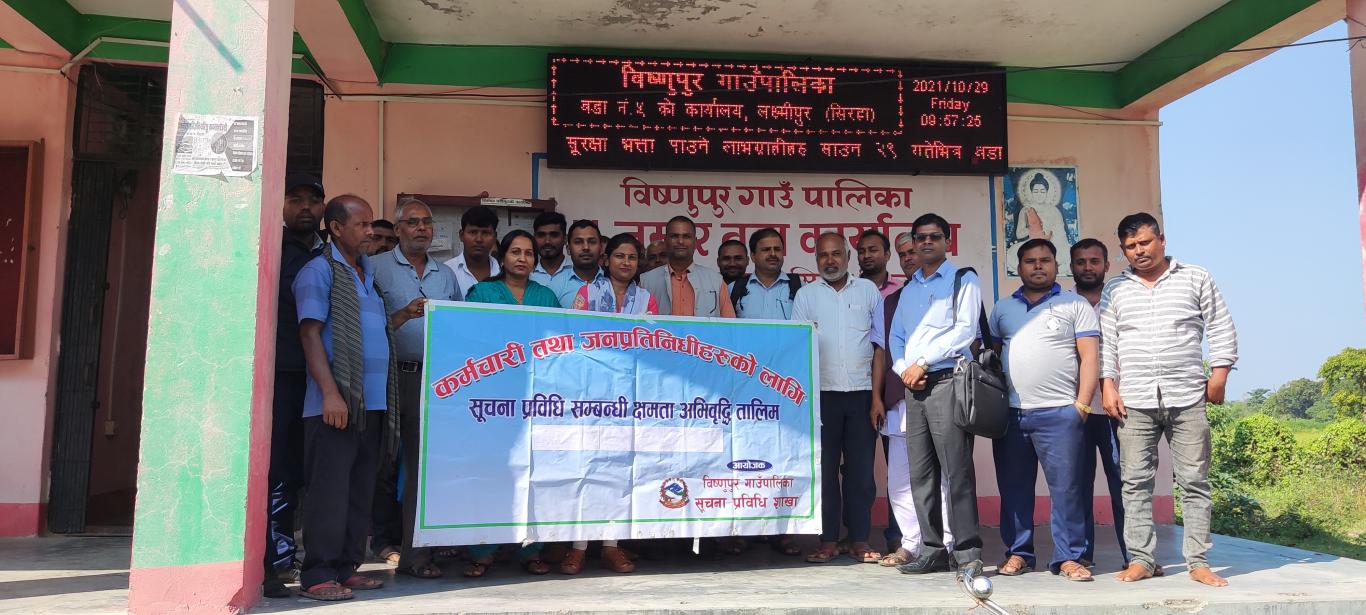 विष्णुपुर गाउँपालिका
वडा नं.५ को कार्यालय, लक्ष्मीपुर (सिरहा)
2021/10/29
Friday
09:57:25
सूरक्षा भत्ता पाउने लाभग्राहीहरु साउन २९ गतेभित्र वडा
विष्णुपुर गाउँ पालिका
कर्मचारी तथा जनप्रतिनिधीहरुको लागि
सूचना प्रविधि सम्बन्धी क्षमता अभिवृद्धि तालिम
आयोजक
विष्णुपुर गाउँपालिका
सूचना प्रविधि शाखा